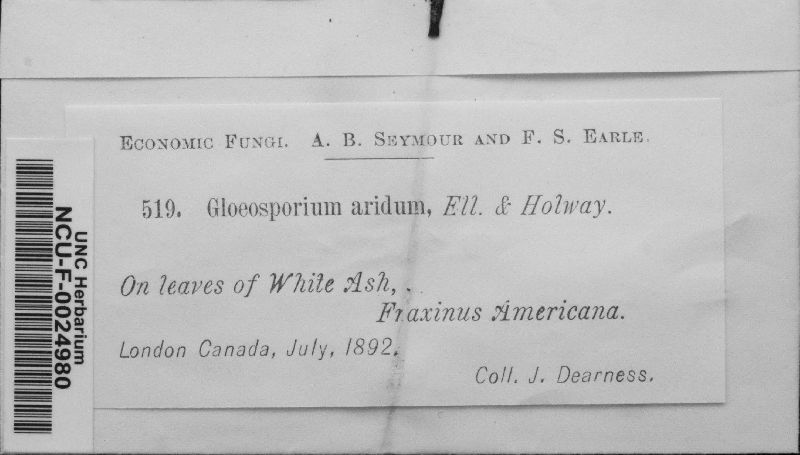 ECONOMIC FUNGI. A. B. SEYMOUR AND F. S. EARLE.
519. Gloeosporium aridum, Ell. & Holway.
On leaves of White Ash, .
Fraxinus Americana.
London Canada, July, 1892.
Coll. J. Dearness.
UNC Herbarium
NCU-F-0024980